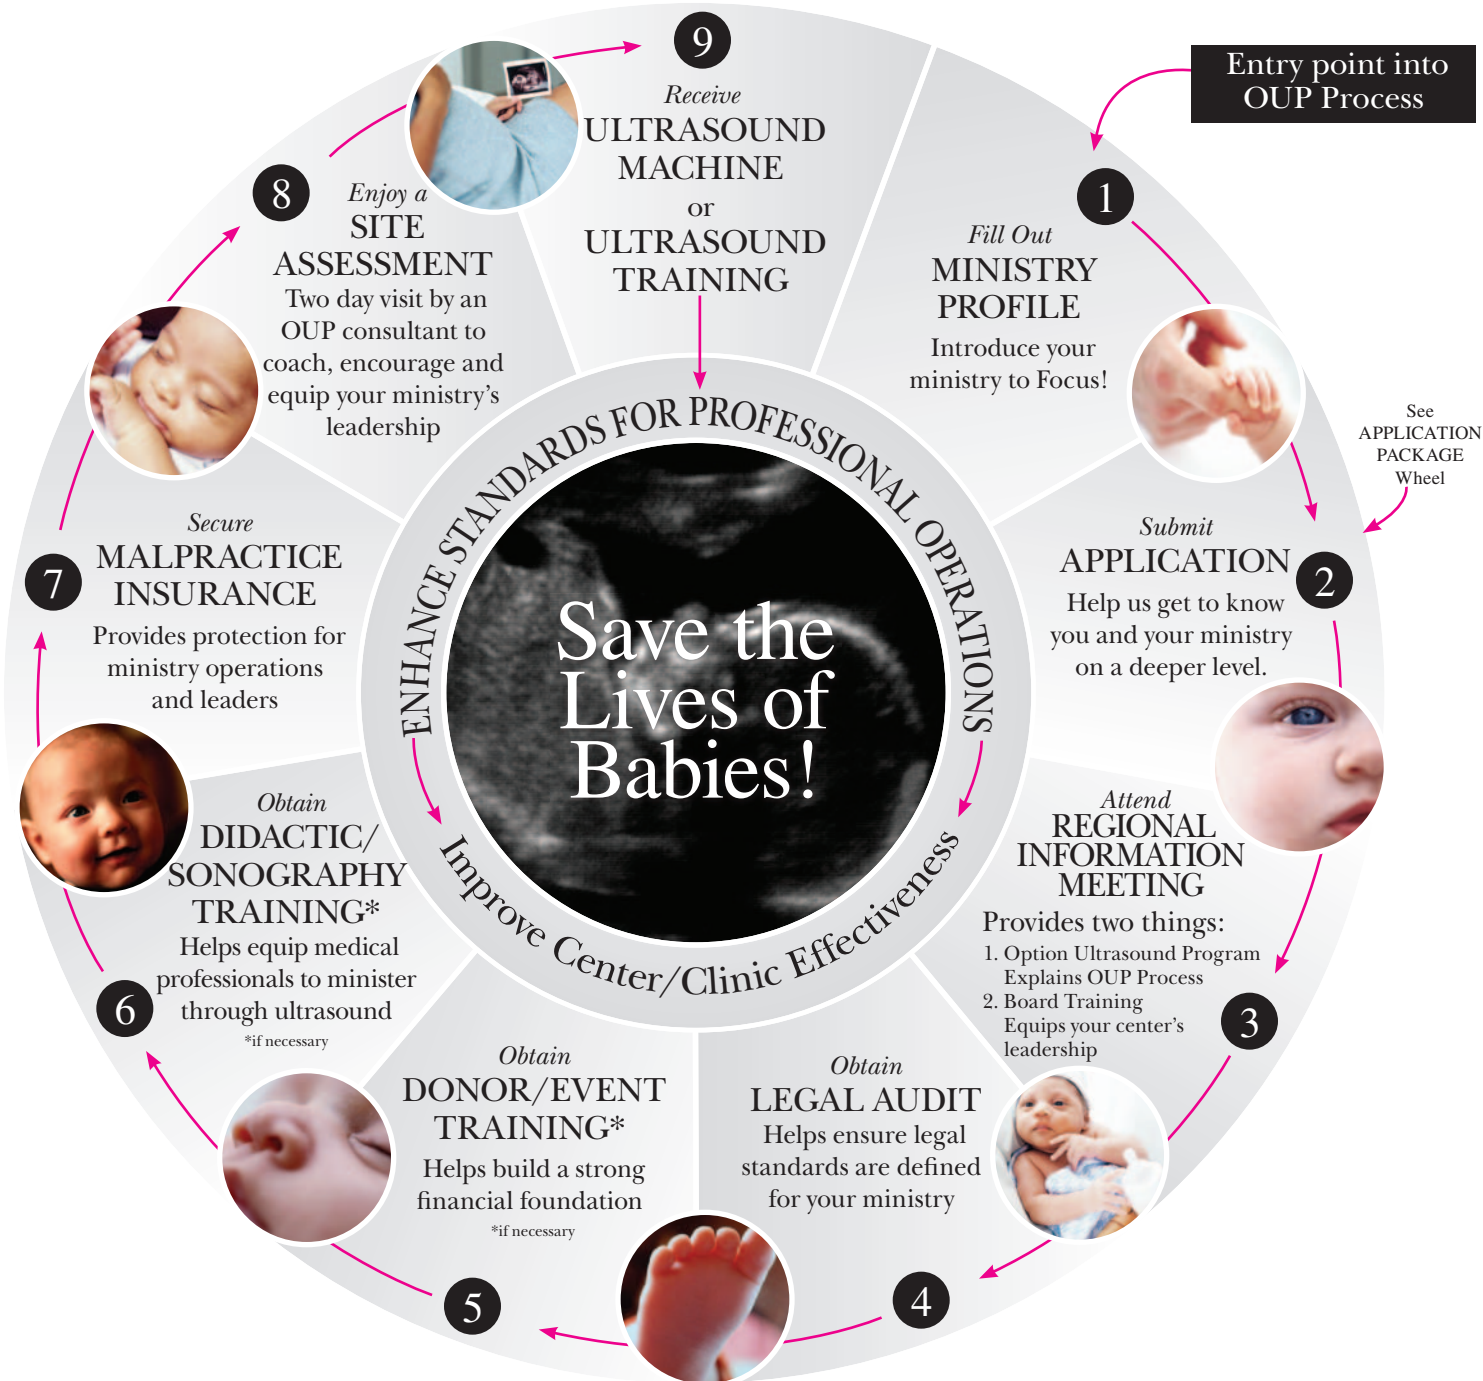 Entry point into
OUP Process
1
Fill Out
MINISTRY
PROFILE
Introduce your
ministry to Focus!
See
APPLICATION
PACKAGE
Wheel
2
Submit
APPLICATION
Help us get to know
you and your ministry
on a deeper level.
3
Attend
REGIONAL
INFORMATION
MEETING
Provides two things:
1. Option Ultrasound Program
Explains OUP Process
2. Board Training
Equips your center's
leadership
4
Obtain
LEGAL AUDIT
Helps ensure legal
standards are defined
for your ministry
5
Obtain
DONOR/EVENT
TRAINING*
Helps build a strong
financial foundation
*if necessary
6
Obtain
DIDACTIC/
SONOGRAPHY
TRAINING*
Helps equip medical
professionals to minister
through ultrasound
*if necessary
7
Secure
MALPRACTICE
INSURANCE
Provides protection for
ministry operations
and leaders
8
Enjoy a
SITE
ASSESSMENT
Two day visit by an
OUP consultant to
coach, encourage and
equip your ministry's
leadership
9
Receive
ULTRASOUND
MACHINE
or
ULTRASOUND
TRAINING
ENHANCE STANDARDS FOR PROFESSIONAL OPERATIONS
Improve Center/Clinic Effectiveness
Save the
Lives of
Babies!